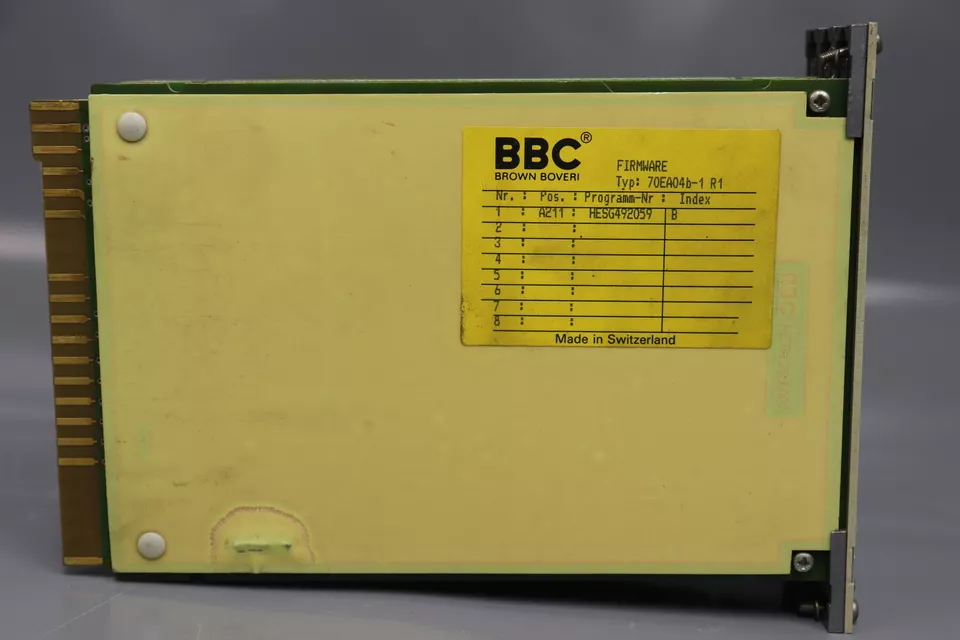 BBC®
BROWN BOVERI
FIRMWARE
Typ: 70EA04b-1 R1
Nr. : Pos. : Programm-Nr : Index
1 : A211 : HESG492059 B
2 : :
3 : :
4 : :
5 : :
6 : :
7 : :
8 : :
Made in Switzerland
BBC